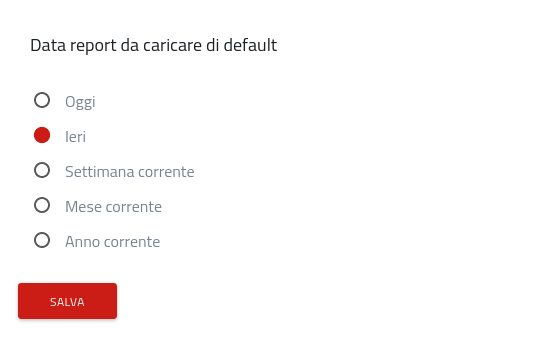 Data report da caricare di default
Oggi
Ieri
Settimana corrente
Mese corrente
Anno corrente
SALVA